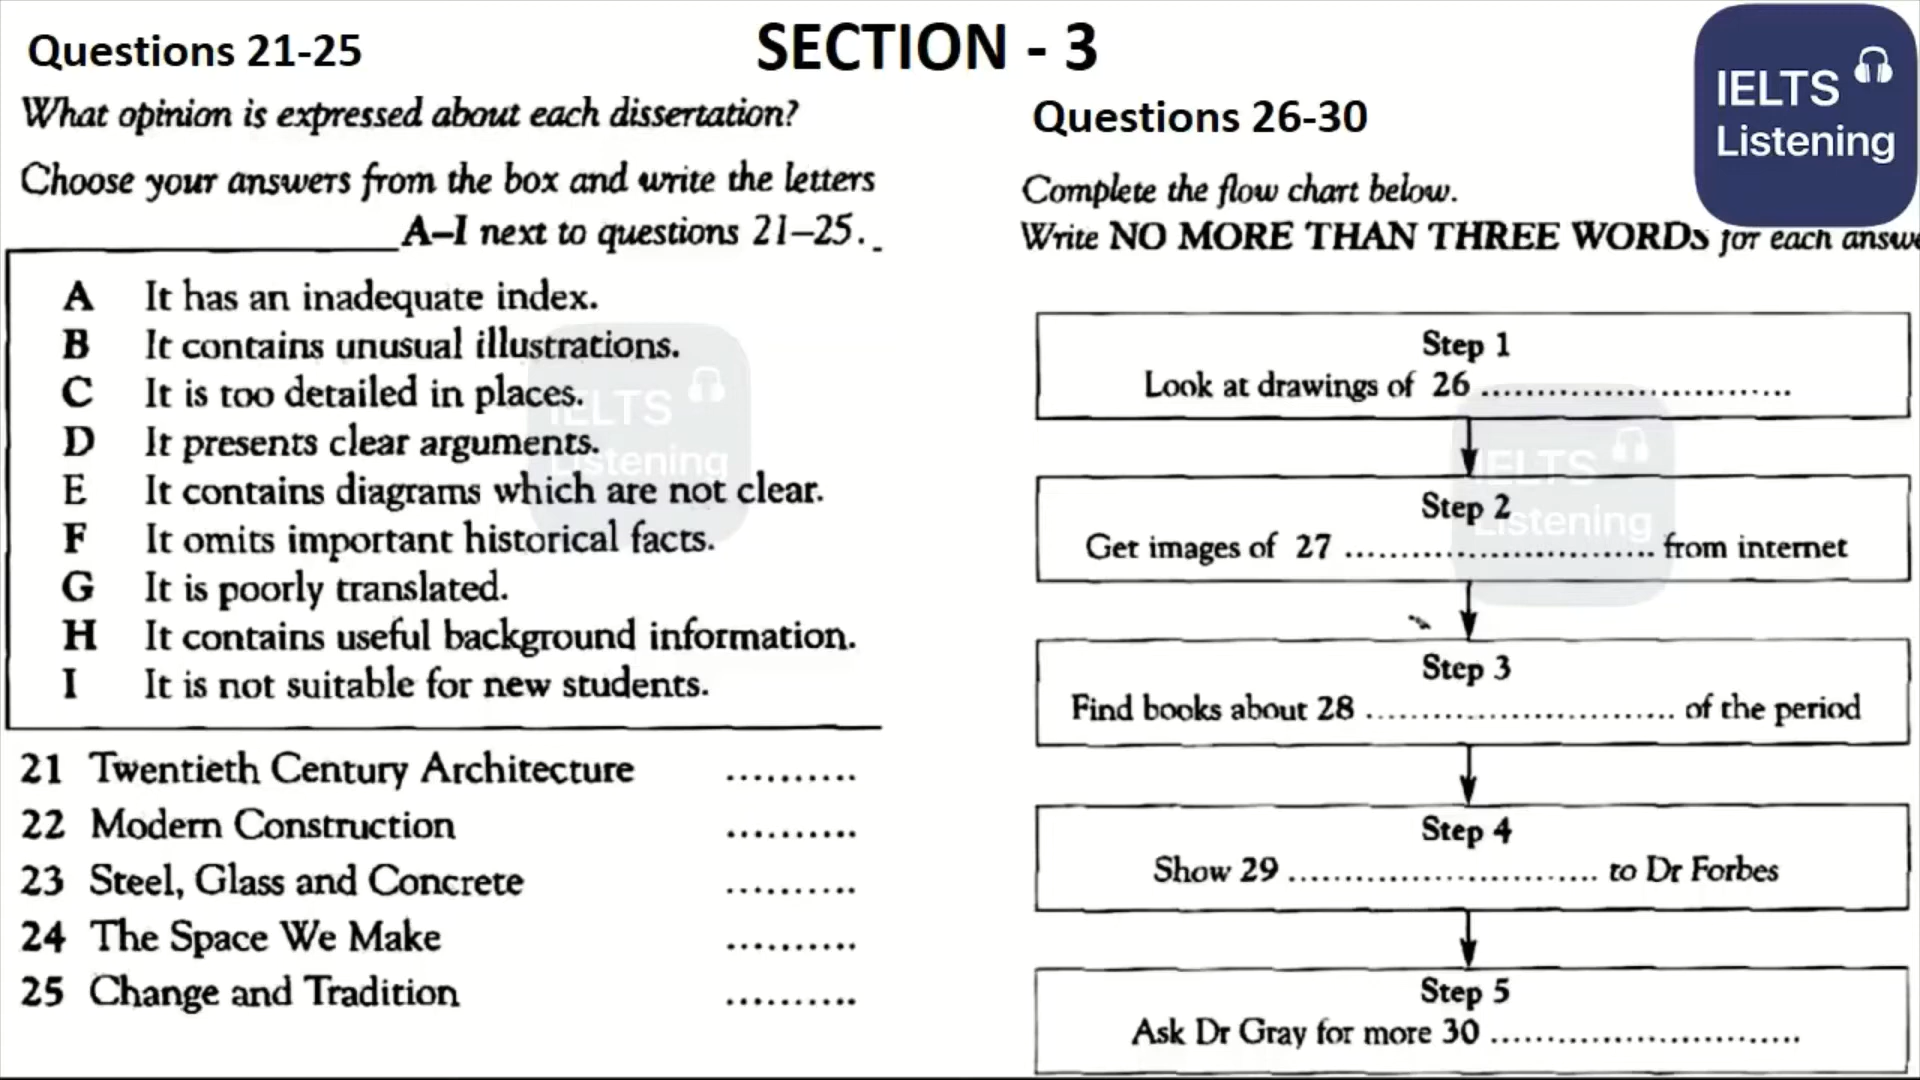 SECTION - 3
Questions 21-25
What opinion is expressed about each dissertation?
Choose your answers from the box and write the letters
A–I next to questions 21–25.
A It has an inadequate index.
B It contains unusual illustrations.
C It is too detailed in places.
D It presents clear arguments.
E It contains diagrams which are not clear.
F It omits important historical facts.
G It is poorly translated.
H It contains useful background information.
I It is not suitable for new students.
21 Twentieth Century Architecture ..........
22 Modern Construction ..........
23 Steel, Glass and Concrete ..........
24 The Space We Make ..........
25 Change and Tradition ..........
IELTS
Listening
Questions 26-30
Complete the flow chart below.
Write NO MORE THAN THREE WORDS for each answe
Step 1
Look at drawings of 26 ............................
Step 2
Get images of 27 ............................ from internet
Step 3
Find books about 28 ............................ of the period
Step 4
Show 29 ............................ to Dr Forbes
Step 5
Ask Dr Gray for more 30 ............................
IELTS
Listening
IELTS
Listening